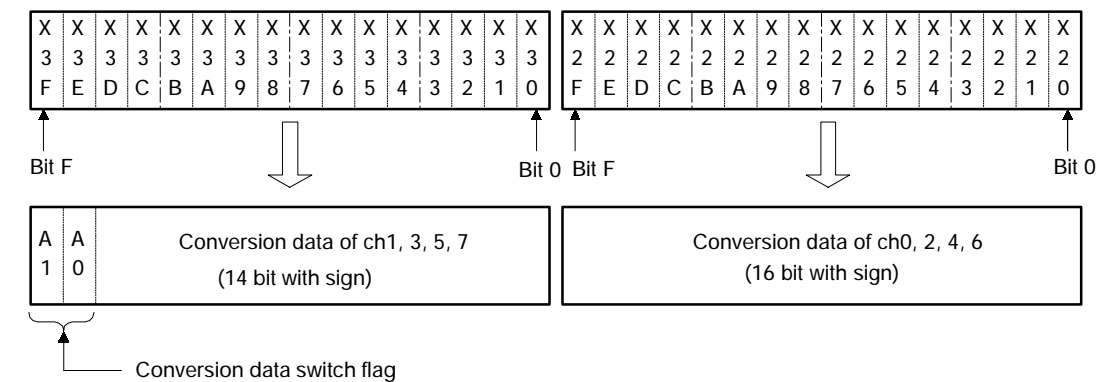 X X X X X X X X X X X X X X X X X X X X X X X X X X X X X X X X
3 3 3 3 3 3 3 3 3 3 3 3 3 3 3 3 2 2 2 2 2 2 2 2 2 2 2 2 2 2 2 2
F E D C B A 9 8 7 6 5 4 3 2 1 0 F E D C B A 9 8 7 6 5 4 3 2 1 0
Bit F Bit 0 Bit F Bit 0
A A Conversion data of ch1, 3, 5, 7 Conversion data of ch0, 2, 4, 6
1 0 (14 bit with sign) (16 bit with sign)
Conversion data switch flag